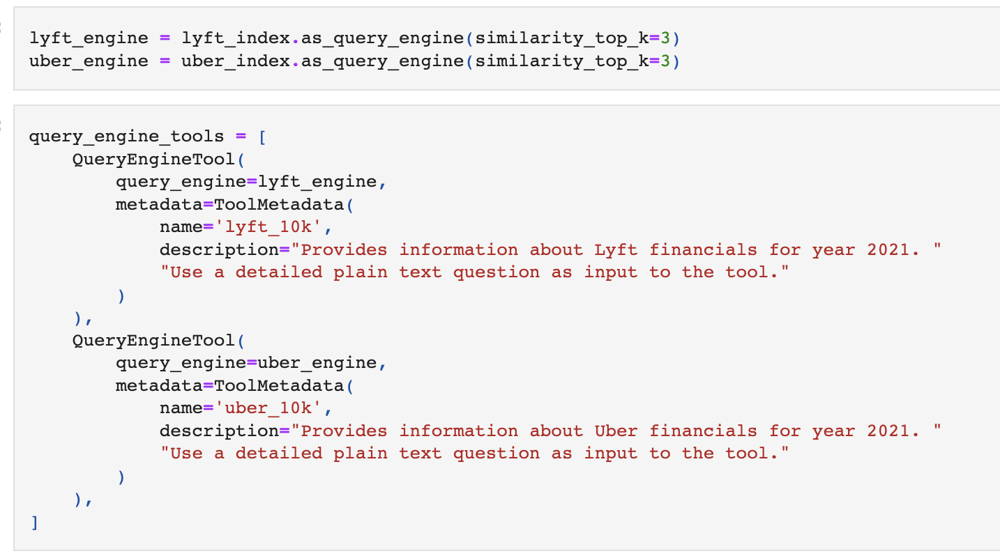 lyft_engine = lyft_index.as_query_engine(similarity_top_k=3)
uber_engine = uber_index.as_query_engine(similarity_top_k=3)
query_engine_tools = [
    QueryEngineTool(
        query_engine=lyft_engine,
        metadata=ToolMetadata(
            name='lyft_10k',
            description="Provides information about Lyft financials for year 2021. "
            "Use a detailed plain text question as input to the tool."
        )
    ),
    QueryEngineTool(
        query_engine=uber_engine,
        metadata=ToolMetadata(
            name='uber_10k',
            description="Provides information about Uber financials for year 2021. "
            "Use a detailed plain text question as input to the tool."
        )
    ),
]